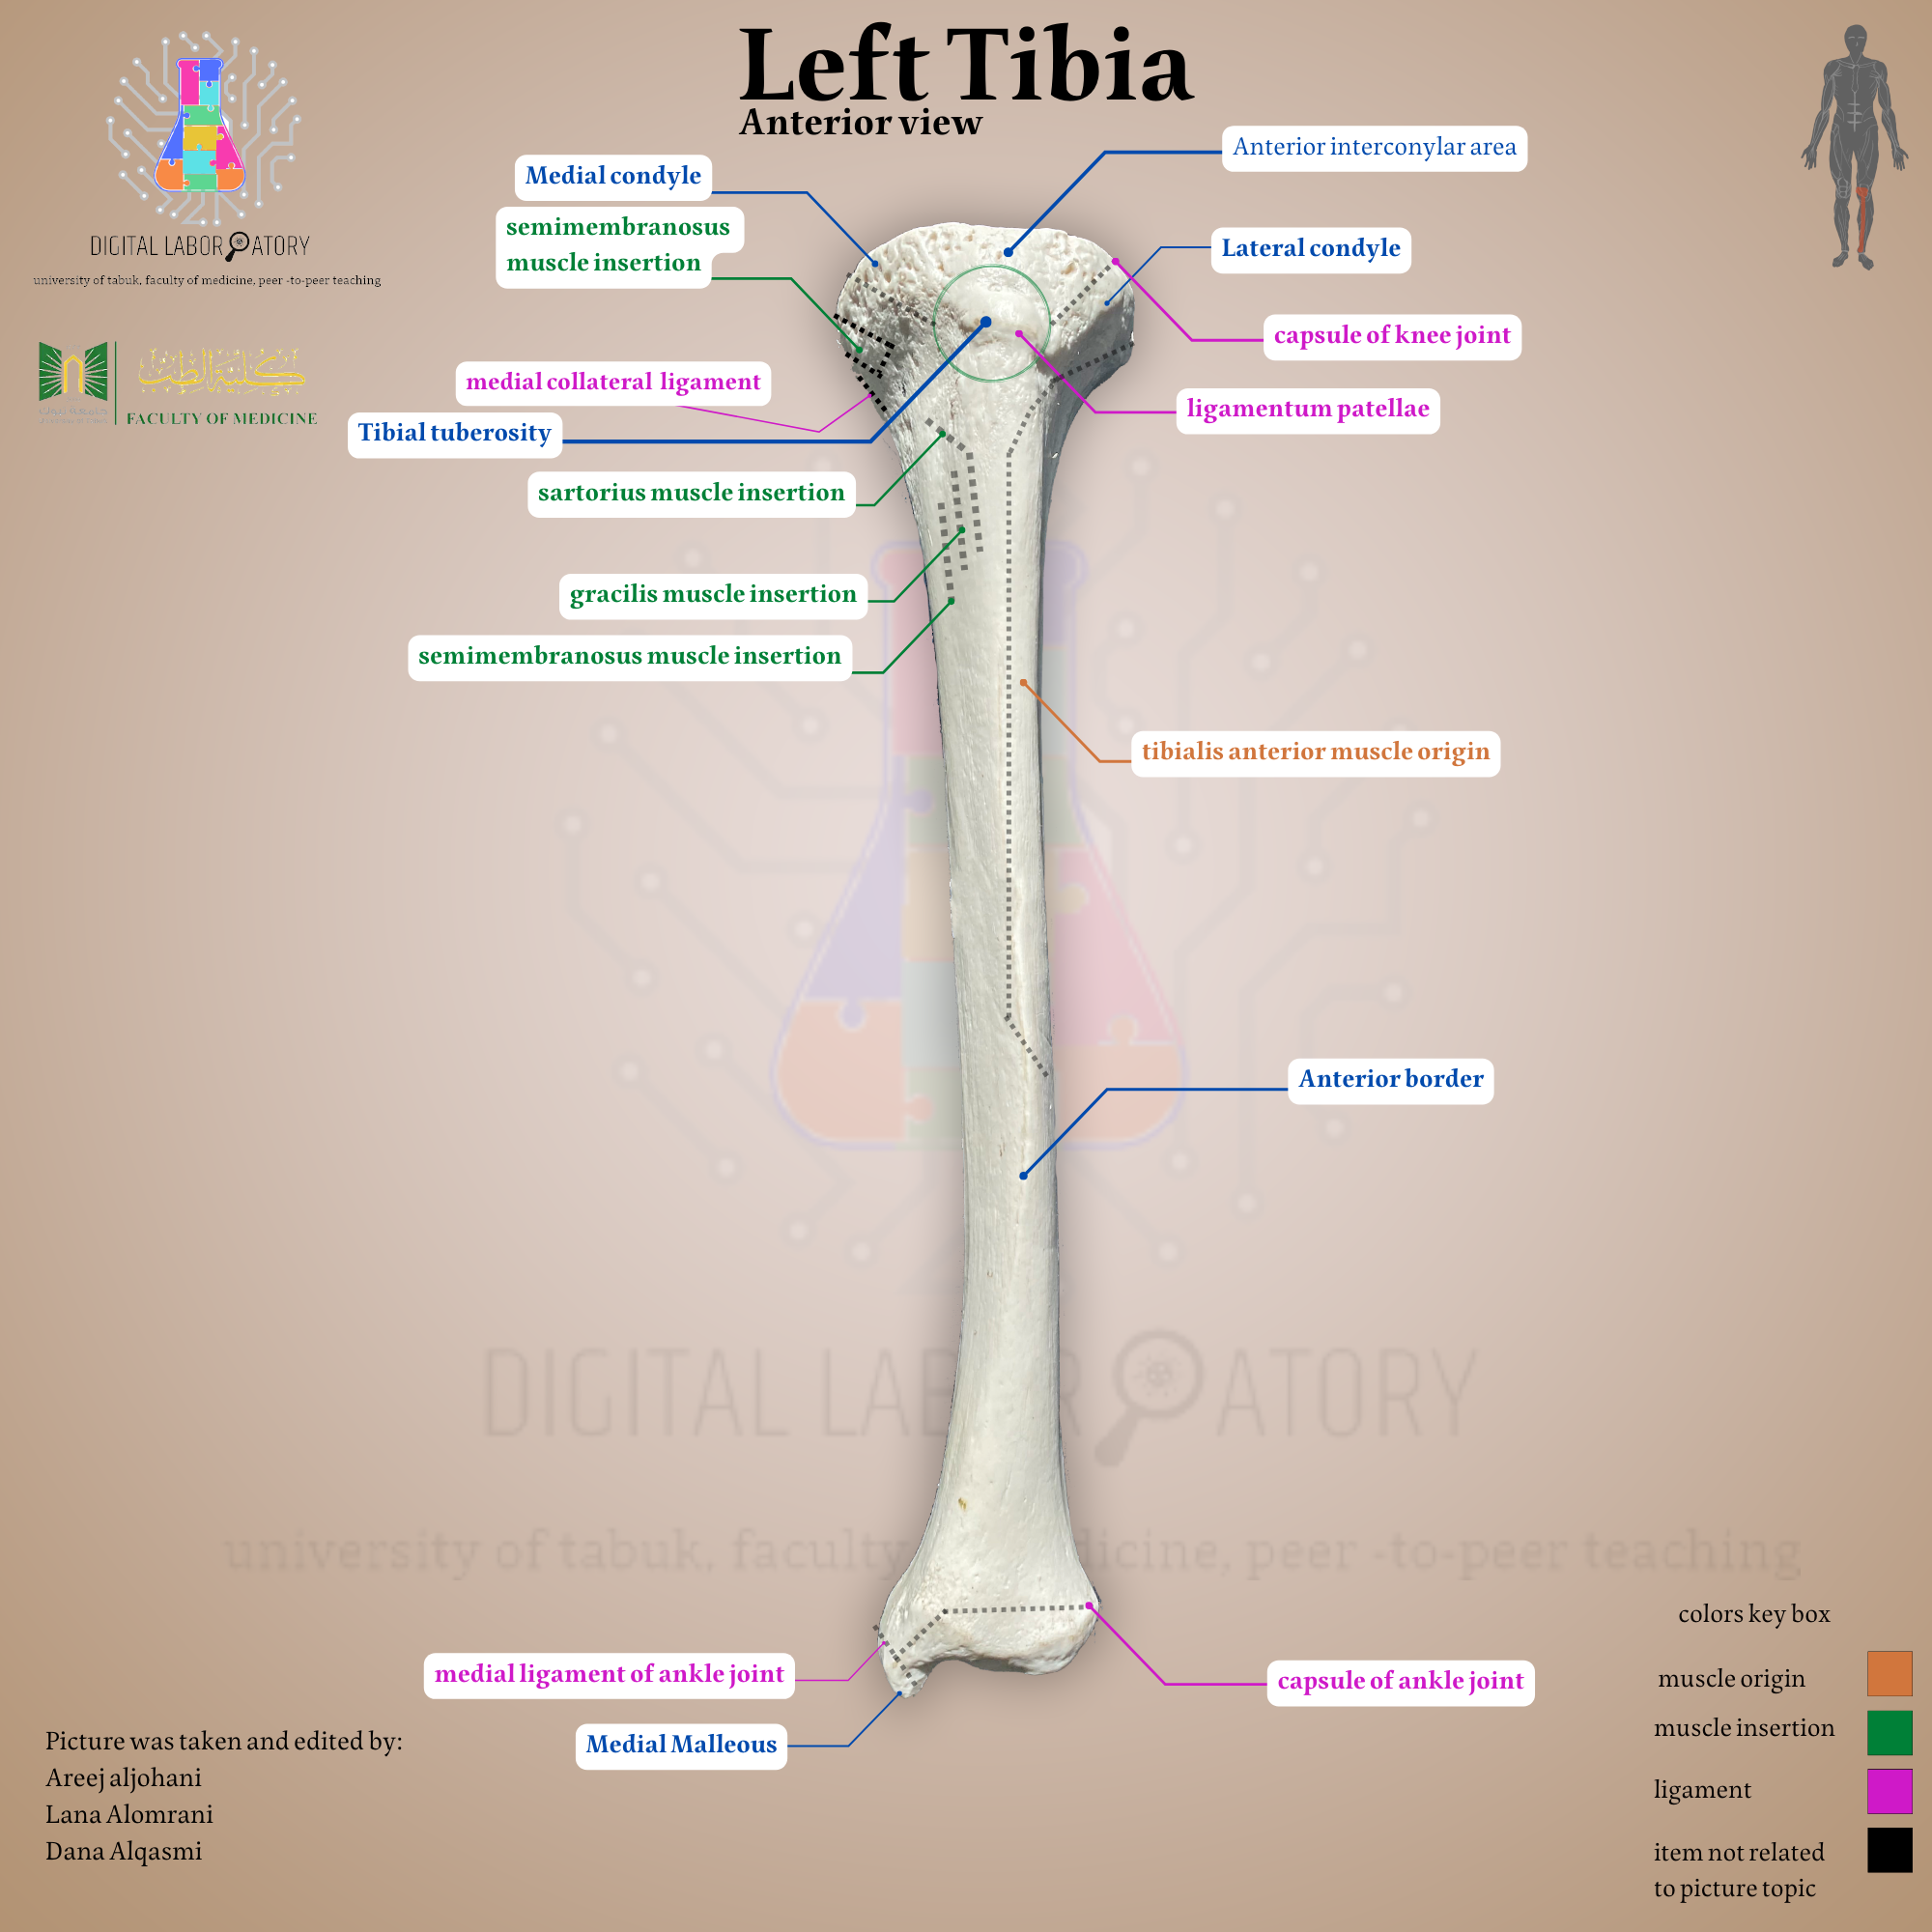 Left Tibia
Anterior view
DIGITAL LABORATORY
university of tabuk, faculty of medicine, peer -to-peer teaching
كلية الطب
FACULTY OF MEDICINE
Medial condyle
semimembranosus
muscle insertion
medial collateral ligament
Tibial tuberosity
sartorius muscle insertion
gracilis muscle insertion
semimembranosus muscle insertion
Anterior interconylar area
Lateral condyle
capsule of knee joint
ligamentum patellae
tibialis anterior muscle origin
Anterior border
DIGITAL LABORATORY
university of tabuk, faculty of medicine, peer -to-peer teaching
medial ligament of ankle joint
Medial Malleous
capsule of ankle joint
Picture was taken and edited by:
Areej aljohani
Lana Alomrani
Dana Alqasmi
colors key box
muscle origin
muscle insertion
ligament
item not related
to picture topic